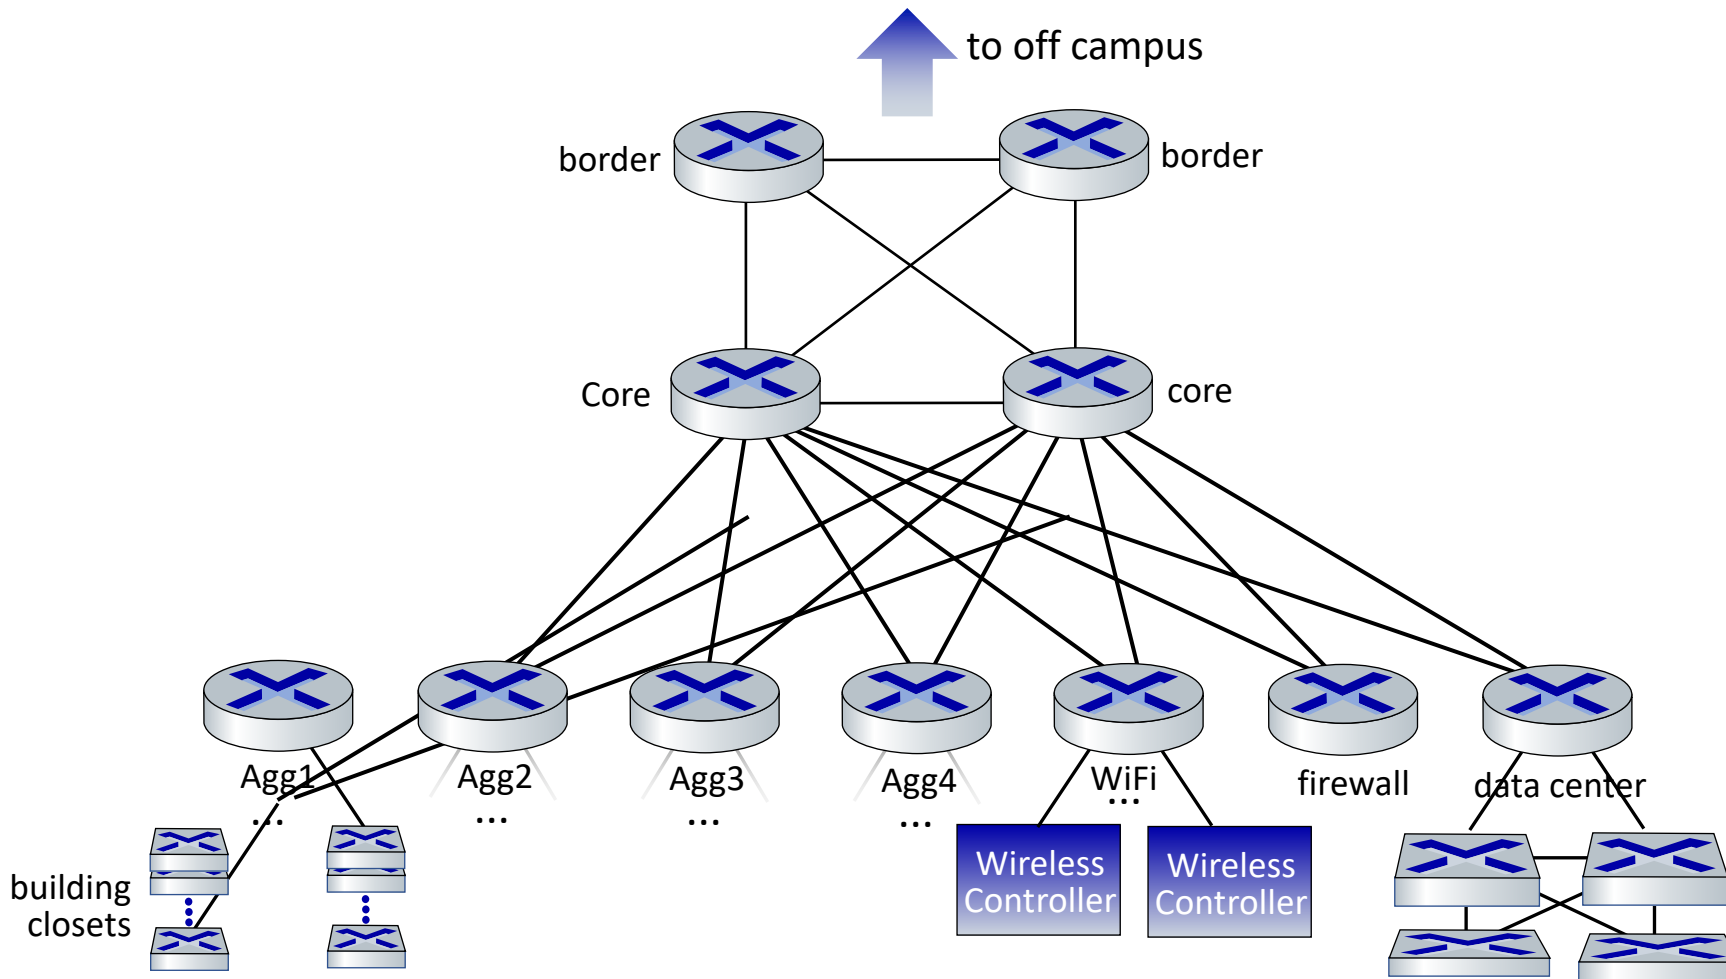 to off campus
border
border
Core
core
Agg1
Agg2
Agg3
Agg4
WiFi
firewall
data center
...
...
...
...
...
building
closets
Wireless
Controller
Wireless
Controller